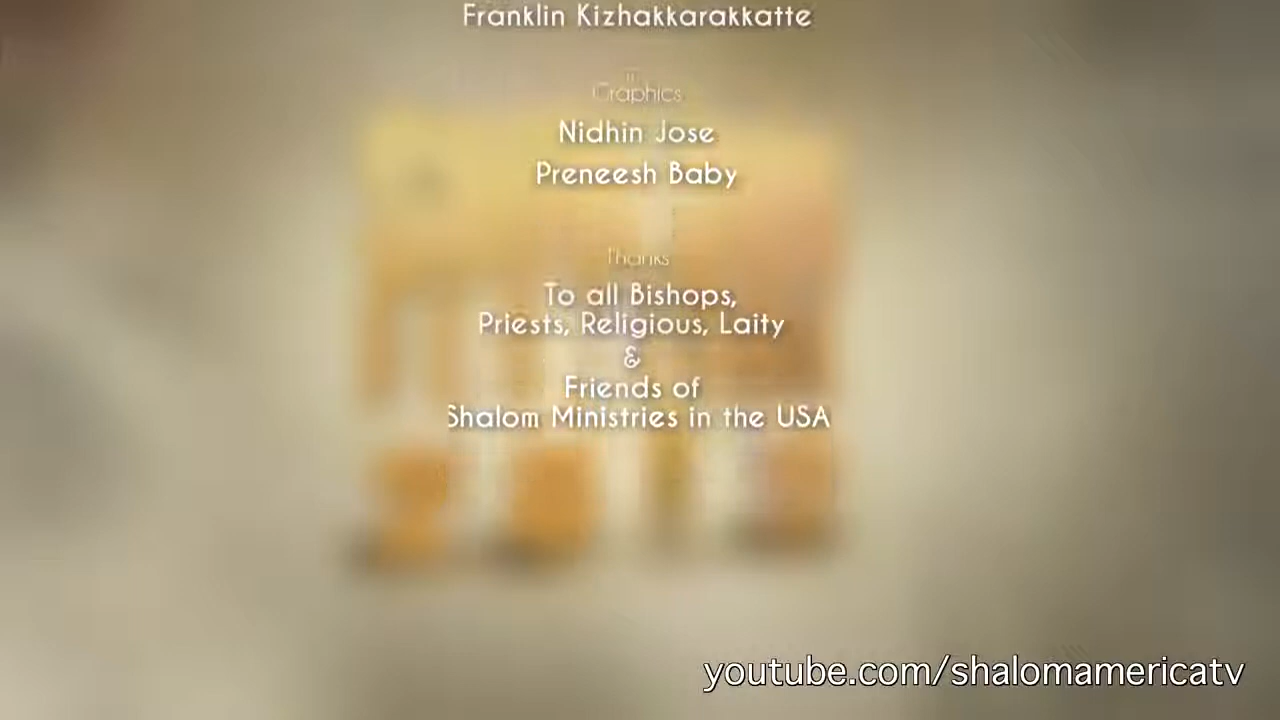 Franklin Kizhakkarakkatte
Graphics
Nidhin Jose
Preneesh Baby
Thanks
To all Bishops,
Priests, Religious, Laity
&
Friends of
Shalom Ministries in the USA
youtube.com/shalomamericatv